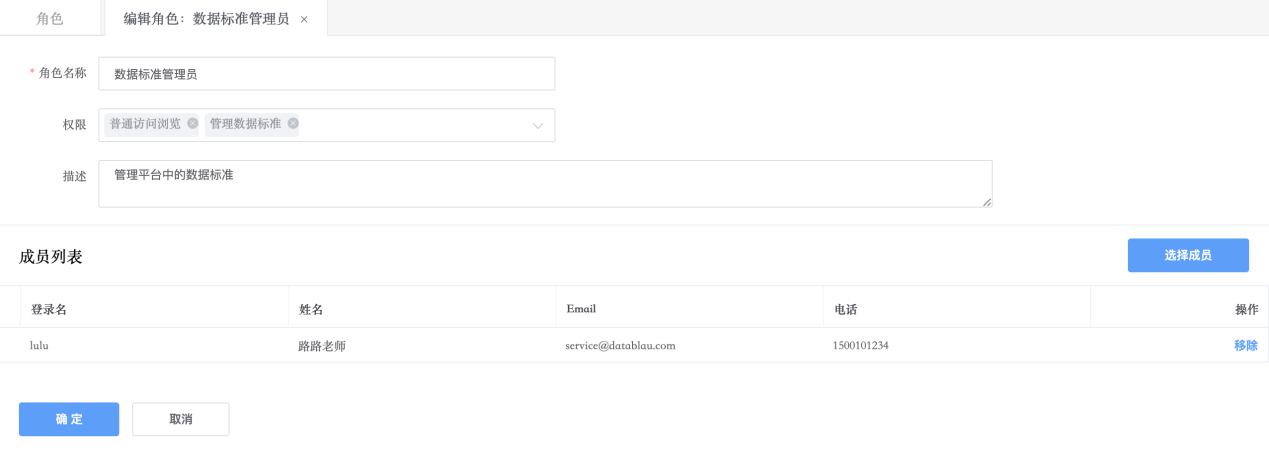 角色 编辑角色：数据标准管理员 ×
* 角色名称 数据标准管理员
权限 普通访问浏览 管理数据标准
描述 管理平台中的数据标准
成员列表 选择成员
登录名 姓名 Email 电话 操作
lulu 路路老师 service@datablau.com 1500101234 移除
确 定 取消